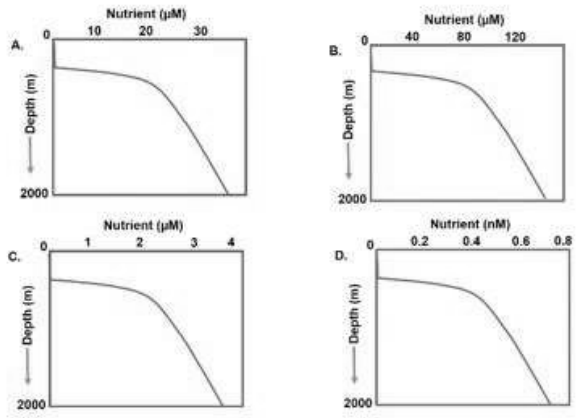 Nutrient (µM)
0 10 20 30
A.
Depth (m)
2000
Nutrient (µM)
0 40 80 120
B.
Depth (m)
2000
Nutrient (µM)
0 1 2 3 4
C.
Depth (m)
2000
Nutrient (nM)
0 0.2 0.4 0.6 0.8
D.
Depth (m)
2000